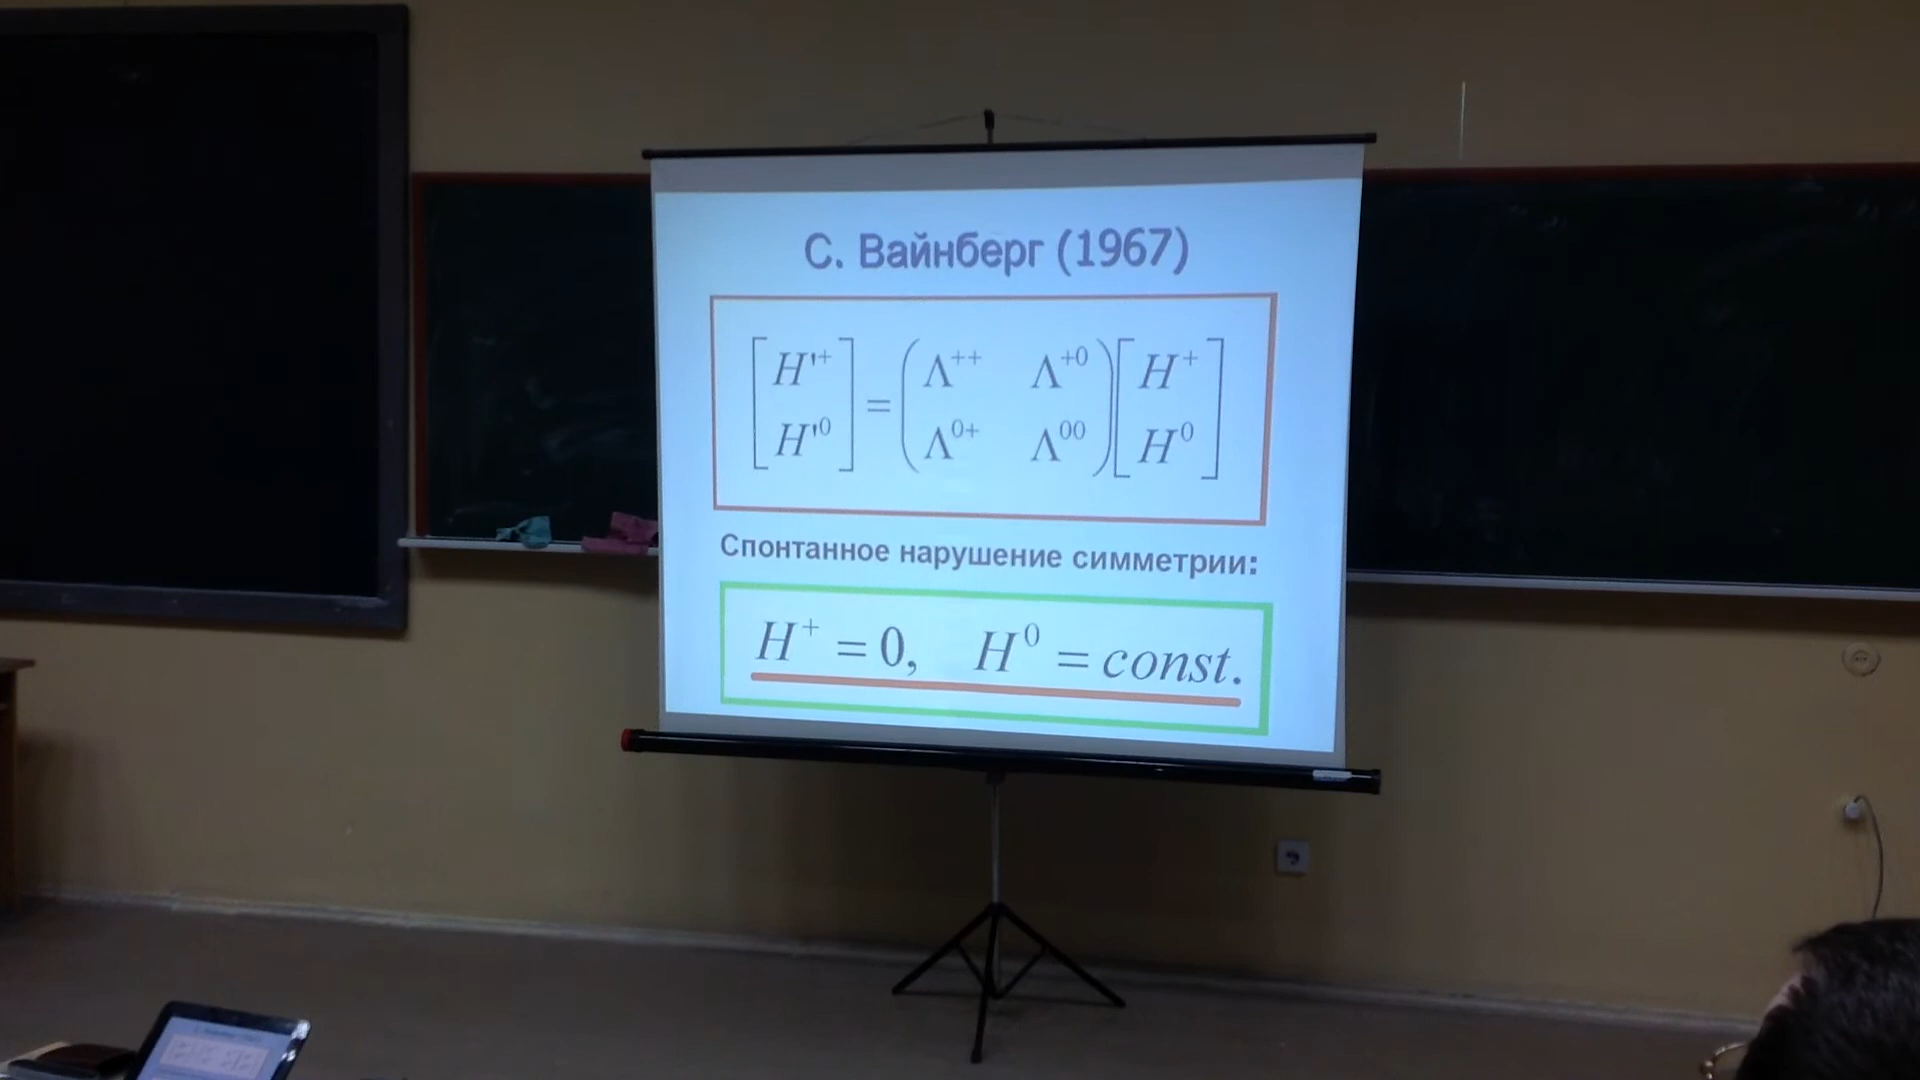 С. Вайнберг (1967)
[H'⁺ H'⁰] = (Λ⁺⁺ Λ⁺⁰ Λ⁰⁺ Λ⁰⁰) [H⁺ H⁰]
Спонтанное нарушение симметрии:
H⁺ = 0, H⁰ = const.